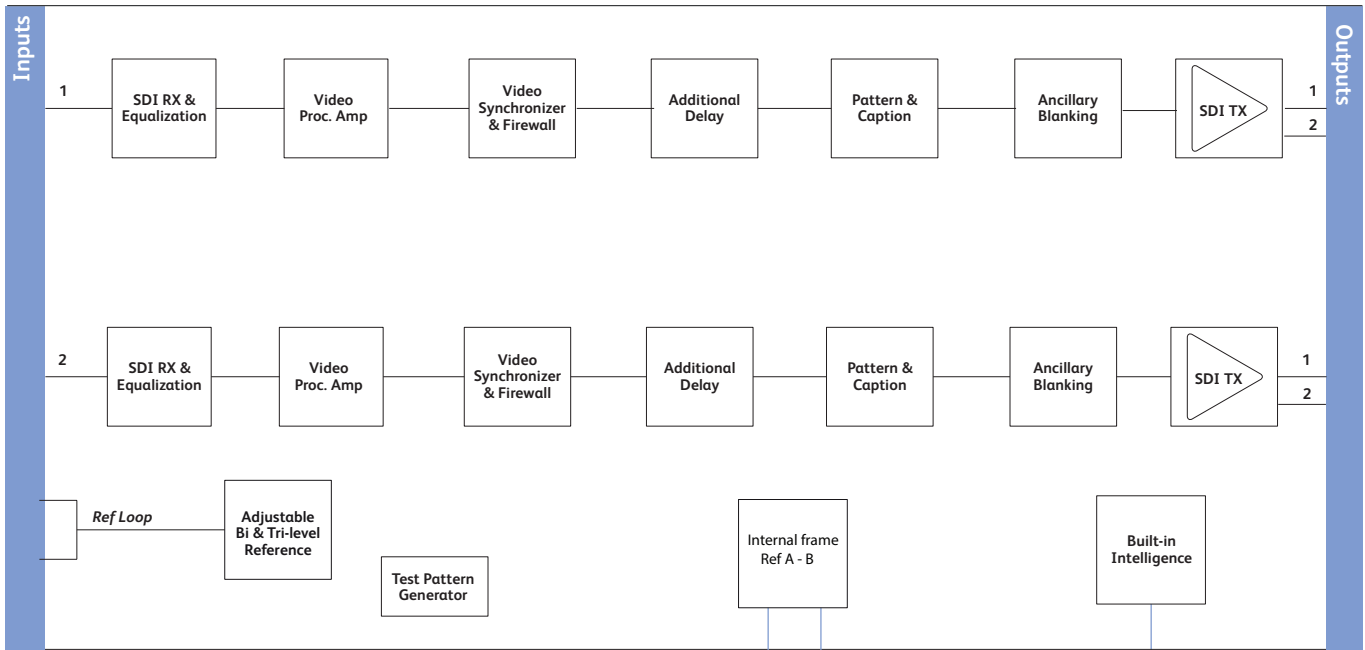 Inputs
Outputs
1
SDI RX &
Equalization
Video
Proc. Amp
Video
Synchronizer
& Firewall
Additional
Delay
Pattern &
Caption
Ancillary
Blanking
SDI TX
1
2
2
SDI RX &
Equalization
Video
Proc. Amp
Video
Synchronizer
& Firewall
Additional
Delay
Pattern &
Caption
Ancillary
Blanking
SDI TX
1
2
Ref Loop
Adjustable
Bi & Tri-level
Reference
Test Pattern
Generator
Internal frame
Ref A - B
Built-in
Intelligence